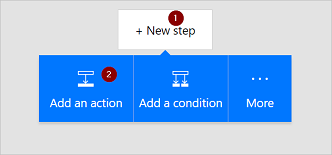 1
+ New step
2
Add an action
Add a condition
More